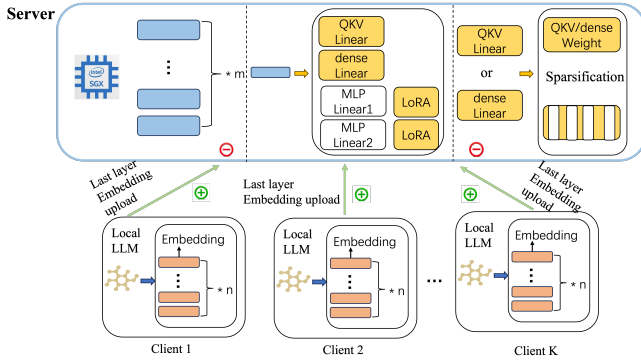 Server
intel
SGX
* m
QKV
Linear
dense
Linear
MLP
Linear1
LoRA
MLP
Linear2
LoRA
QKV
Linear
or
dense
Linear
QKV/dense
Weight
Sparsification
Last layer
Embedding
upload
Last layer
Embedding upload
Last layer
Embedding
upload
Local
LLM
Embedding
* n
Client 1
Local
LLM
Embedding
* n
Client 2
...
Local
LLM
Embedding
* n
Client K